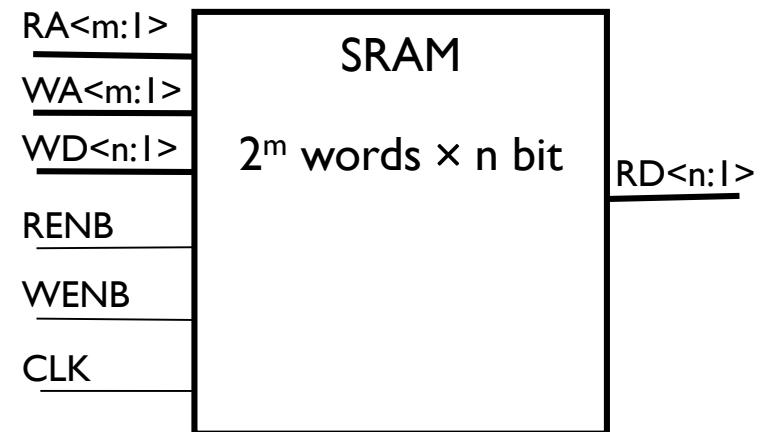 RA<m:1>
WA<m:1>
WD<n:1>
RENB
WENB
CLK
SRAM
2ᵐ words × n bit
RD<n:1>